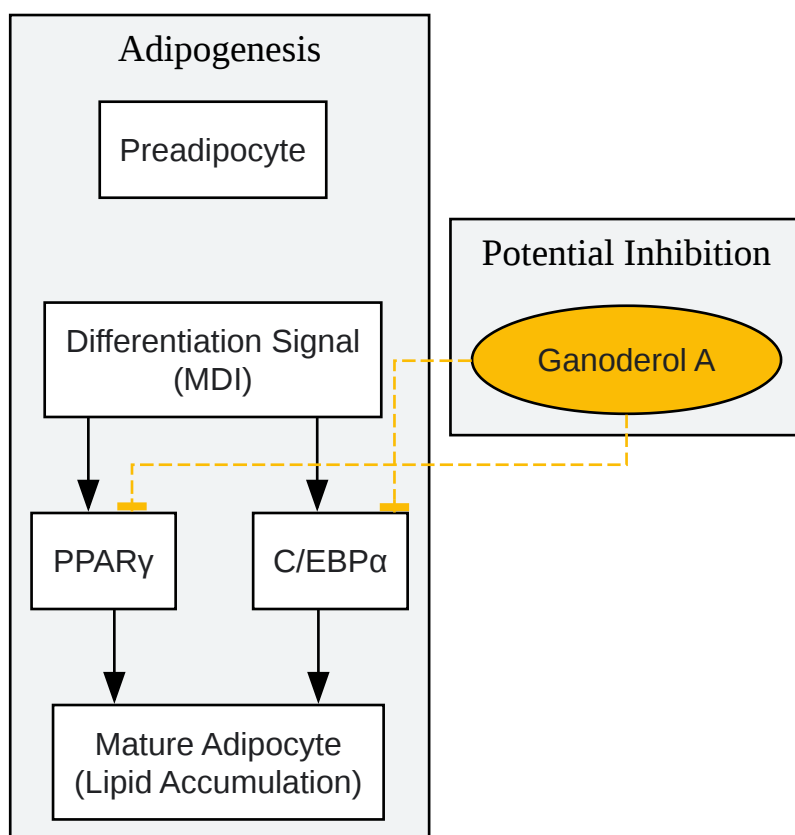 Adipogenesis
Preadipocyte
Potential Inhibition
Differentiation Signal
(MDI)
Ganoderol A
PPARγ
C/EBPα
Mature Adipocyte
(Lipid Accumulation)